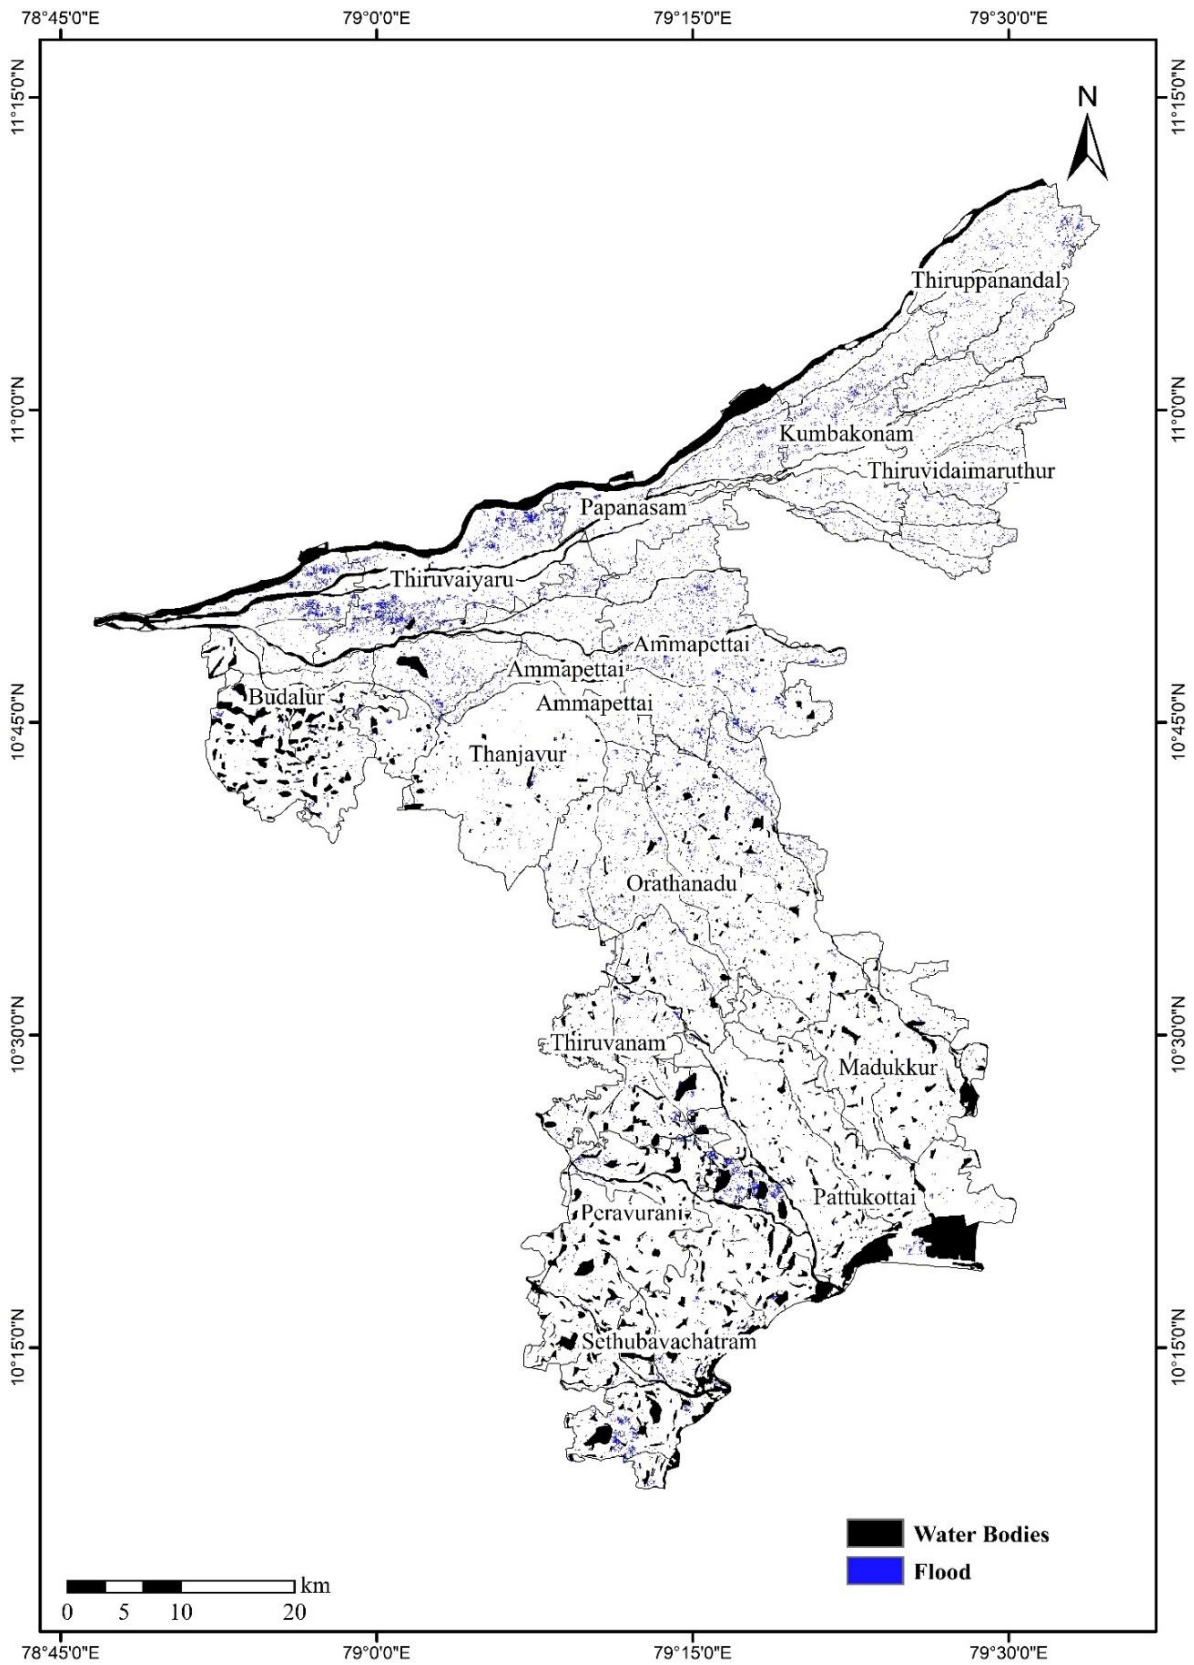 78°45'0"E 79°0'0"E 79°15'0"E 79°30'0"E
11°15'0"N
11°15'0"N
N
Thiruppanandal
11°0'0"N
11°0'0"N
Kumbakonam
Thiruvidaimaruthur
Papanasam
Thiruvaiyaru
Ammapettai
Ammapettai
Budalur
Ammapettai
10°45'0"N
10°45'0"N
Thanjavur
Orathanadu
10°30'0"N
10°30'0"N
Thiruvanam
Madukkur
Pattukottai
Peravurani
10°15'0"N
10°15'0"N
Sethubavachatram
Water Bodies
Flood
km
0 5 10 20
78°45'0"E 79°0'0"E 79°15'0"E 79°30'0"E